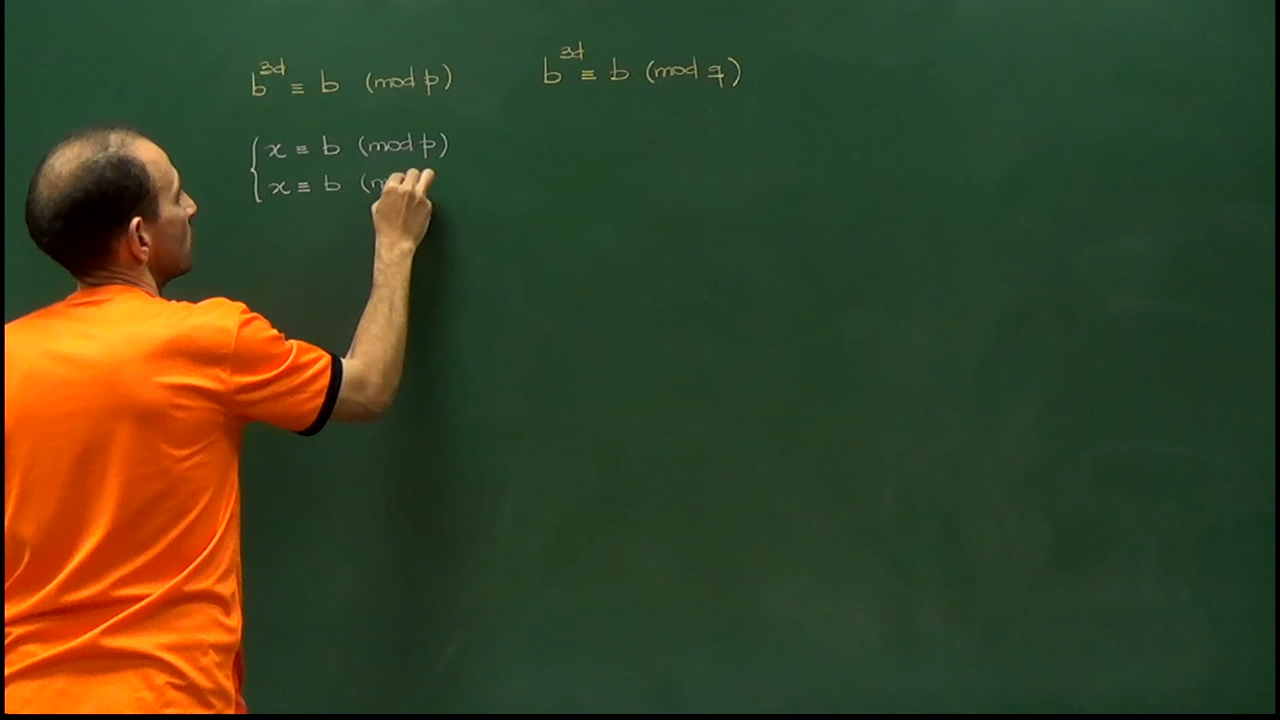 b^3d ≡ b (mod p) b^3d ≡ b (mod q)
{ x ≡ b (mod p)
x ≡ b (m